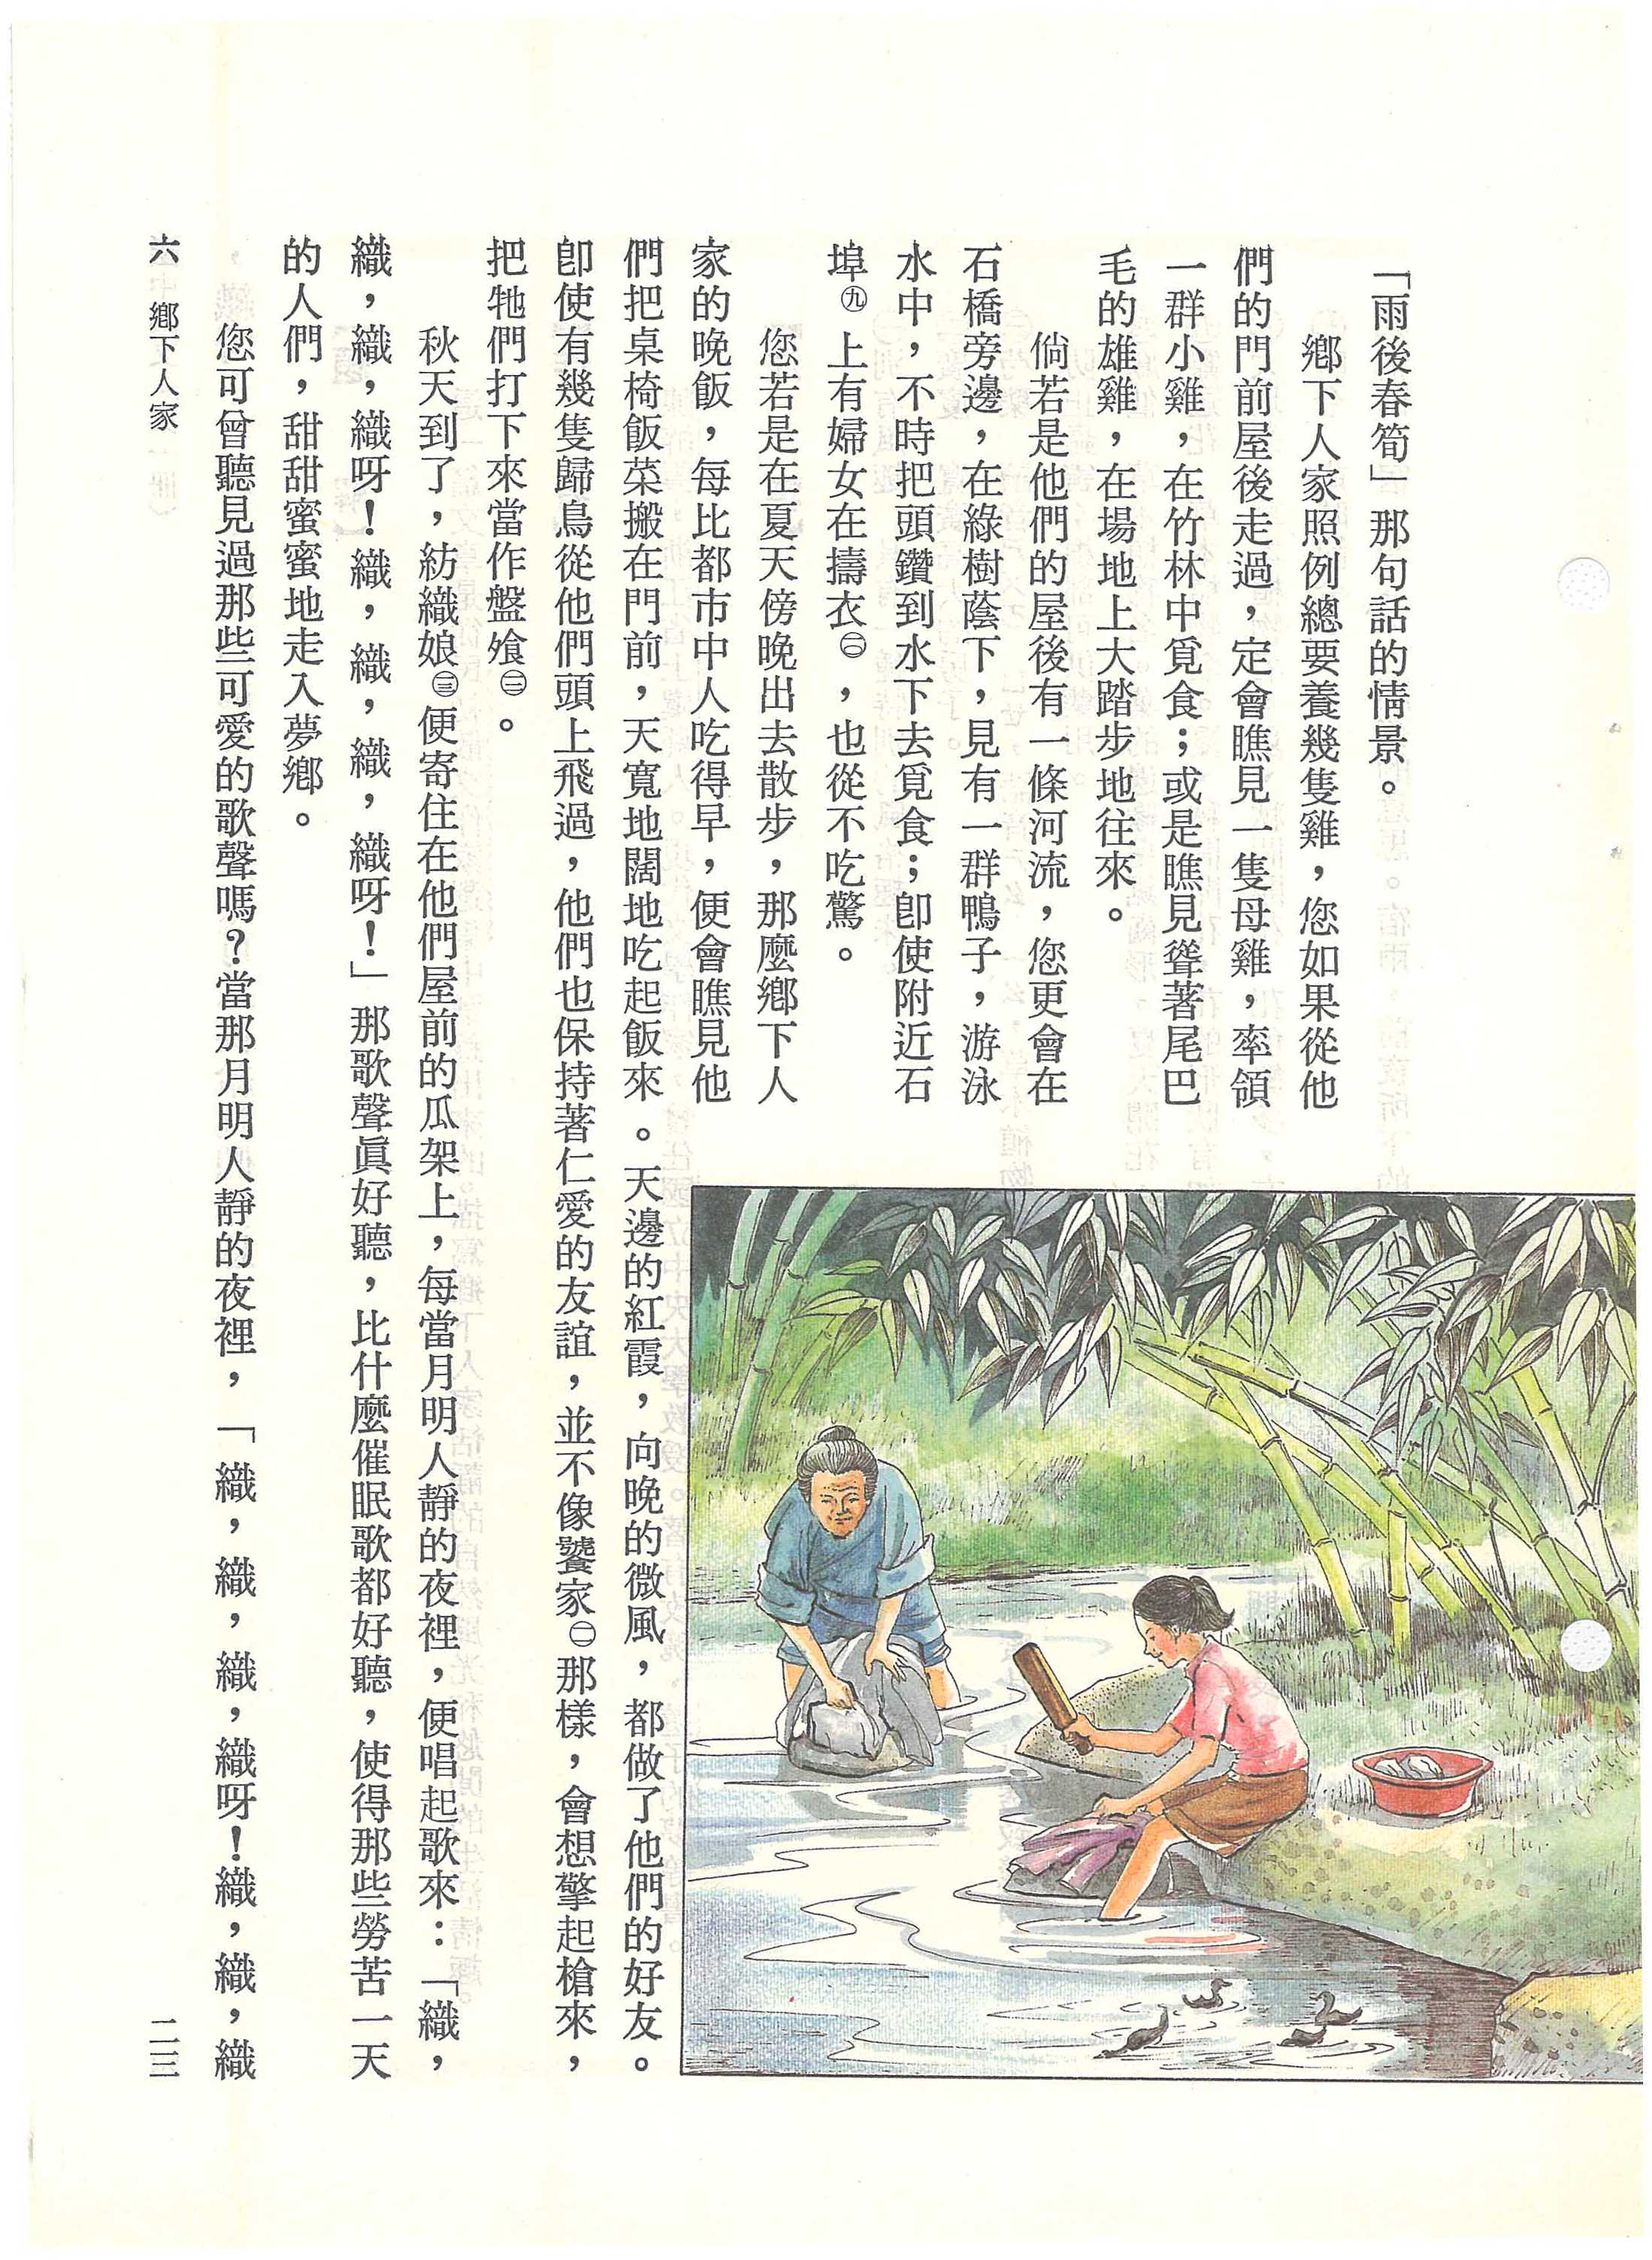 「雨後春筍」那句話的情景。
鄉下人家照例總要養幾隻雞，您如果從他
們的門前屋後走過，定會瞧見一隻母雞，率領
一群小雞，在竹林中覓食；或是瞧見聳著尾巴
毛的雄雞，在場地上大踏步地往來。
倘若是他們的屋後有一條河流，您更會在
石橋旁邊，在綠樹蔭下，見有一群鴨子，游泳
水中，不時把頭鑽到水下去覓食；即使附近石
埠㊈上有婦女在擣衣㊀，也從不吃驚。
您若是在夏天傍晚出去散步，那麼鄉下人
家的晚飯，每比都市中人吃得早，便會瞧見他
們把桌椅飯菜搬在門前，天寬地闊地吃起飯來。天邊的紅霞，向晚的微風，都做了他們的好友。
即使有幾隻歸鳥從他們頭上飛過，他們也保持著仁愛的友誼，並不像饕家㊁那樣，會想擎起槍來，
把牠們打下來當作盤飧㊂。
秋天到了，紡織娘㊂便寄住在他們屋前的瓜架上，每當月明人靜的夜裡，便唱起歌來：「織，
織，織，織呀！織，織，織，織呀！」那歌聲眞好聽，比什麼催眠歌都好聽，使得那些勞苦一天
的人們，甜甜蜜蜜地走入夢鄉。
您可曾聽見過那些可愛的歌聲嗎？當那月明人靜的夜裡，「織，織，織，織呀！織，織，織
六 鄉下人家
二三